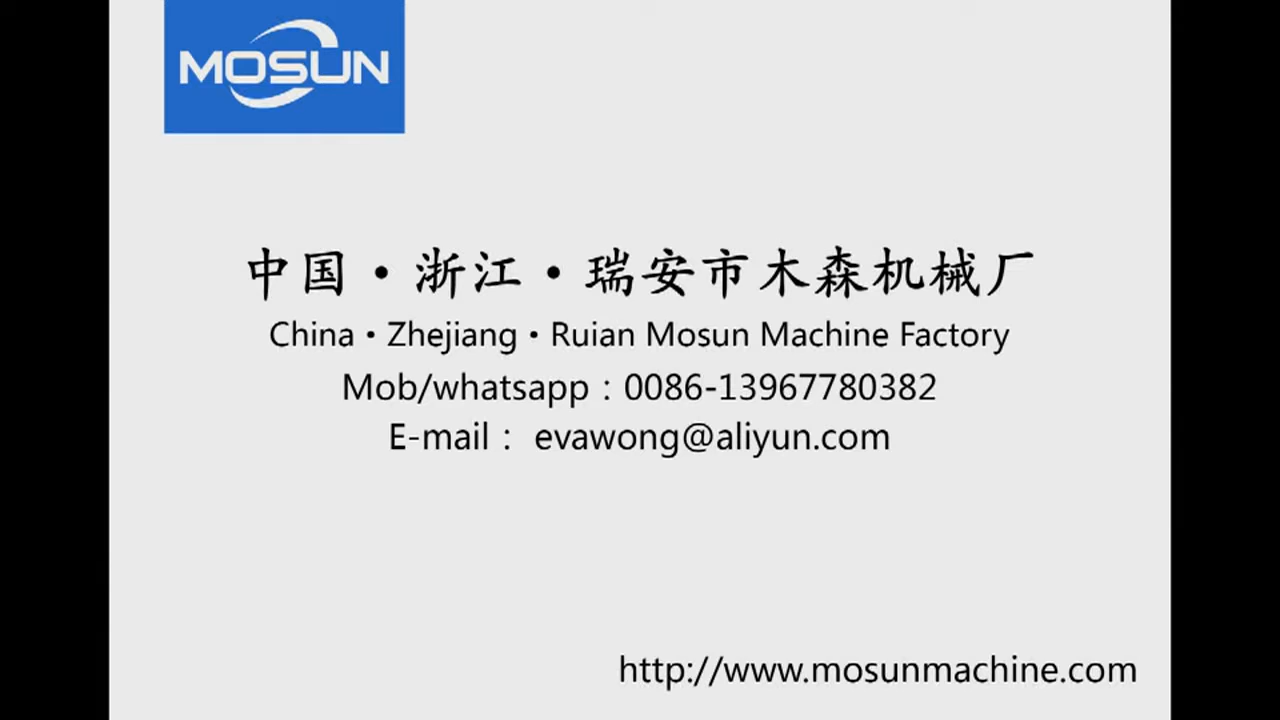 MOSUN
中国·浙江·瑞安市木森机械厂
China·Zhejiang·Ruian Mosun Machine Factory
Mob/whatsapp：0086-13967780382
E-mail： evawong@aliyun.com
http://www.mosunmachine.com